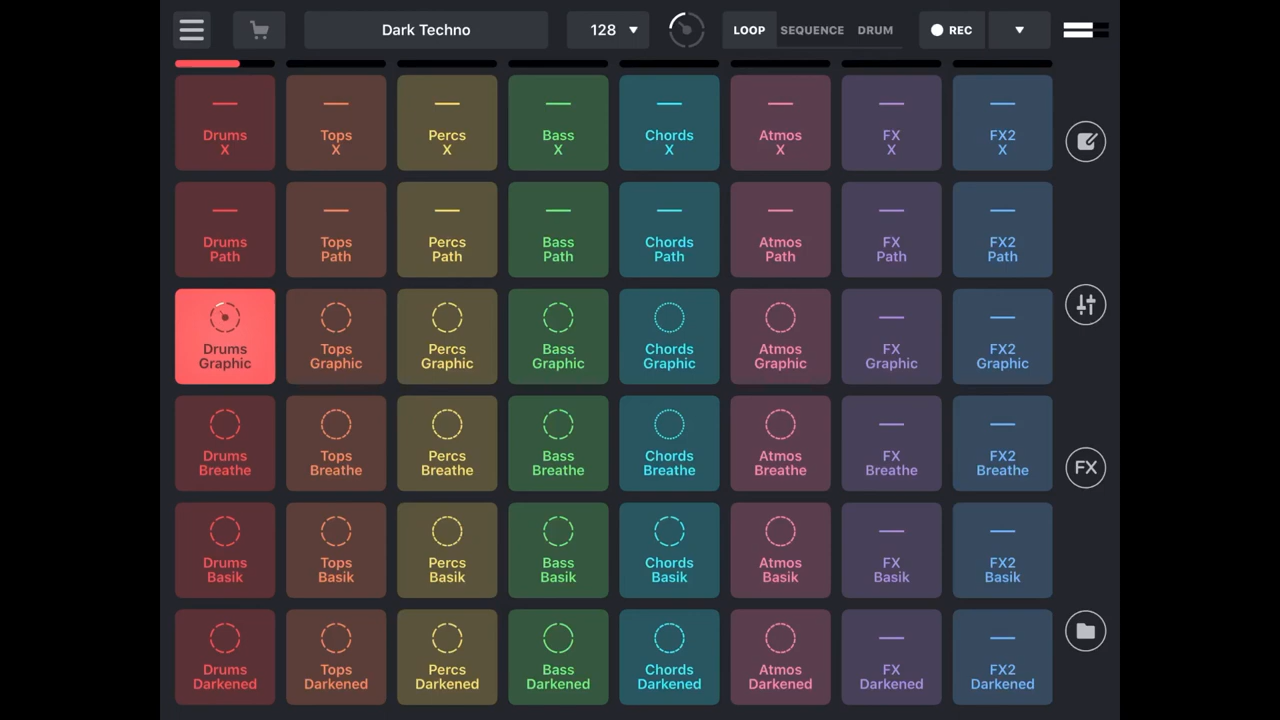 Dark Techno 128 LOOP SEQUENCE DRUM REC
Drums Tops Percs Bass Chords Atmos FX FX2
X X X X X X X X
Drums Tops Percs Bass Chords Atmos FX FX2
Path Path Path Path Path Path Path Path
Drums Tops Percs Bass Chords Atmos FX FX2
Graphic Graphic Graphic Graphic Graphic Graphic Graphic Graphic
Drums Tops Percs Bass Chords Atmos FX FX2
Breathe Breathe Breathe Breathe Breathe Breathe Breathe Breathe
FX
Drums Tops Percs Bass Chords Atmos FX FX2
Basik Basik Basik Basik Basik Basik Basik Basik
Drums Tops Percs Bass Chords Atmos FX FX2
Darkened Darkened Darkened Darkened Darkened Darkened Darkened Darkened